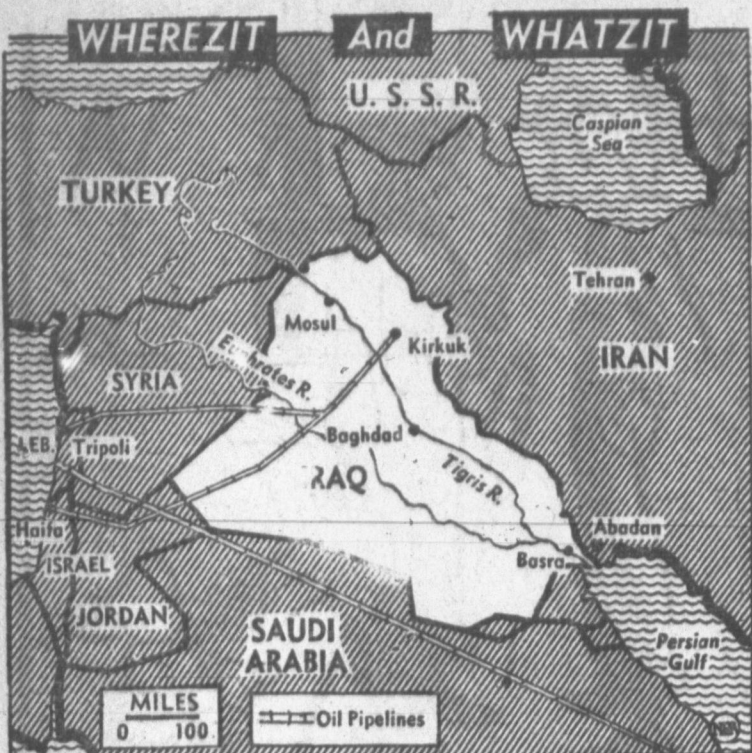 WHEREZIT And WHATZIT
U. S. S. R.
Caspian
Sea
TURKEY
Tehran
Mosul
Kirkuk
IRAN
Euphrates R.
SYRIA
Baghdad
LEB.
Tripoli
Tigris R.
RAQ
Haifa
Abadan
Basra
ISRAEL
JORDAN
SAUDI
ARABIA
Persian
Gulf
MILES
0 100
Oil Pipelines